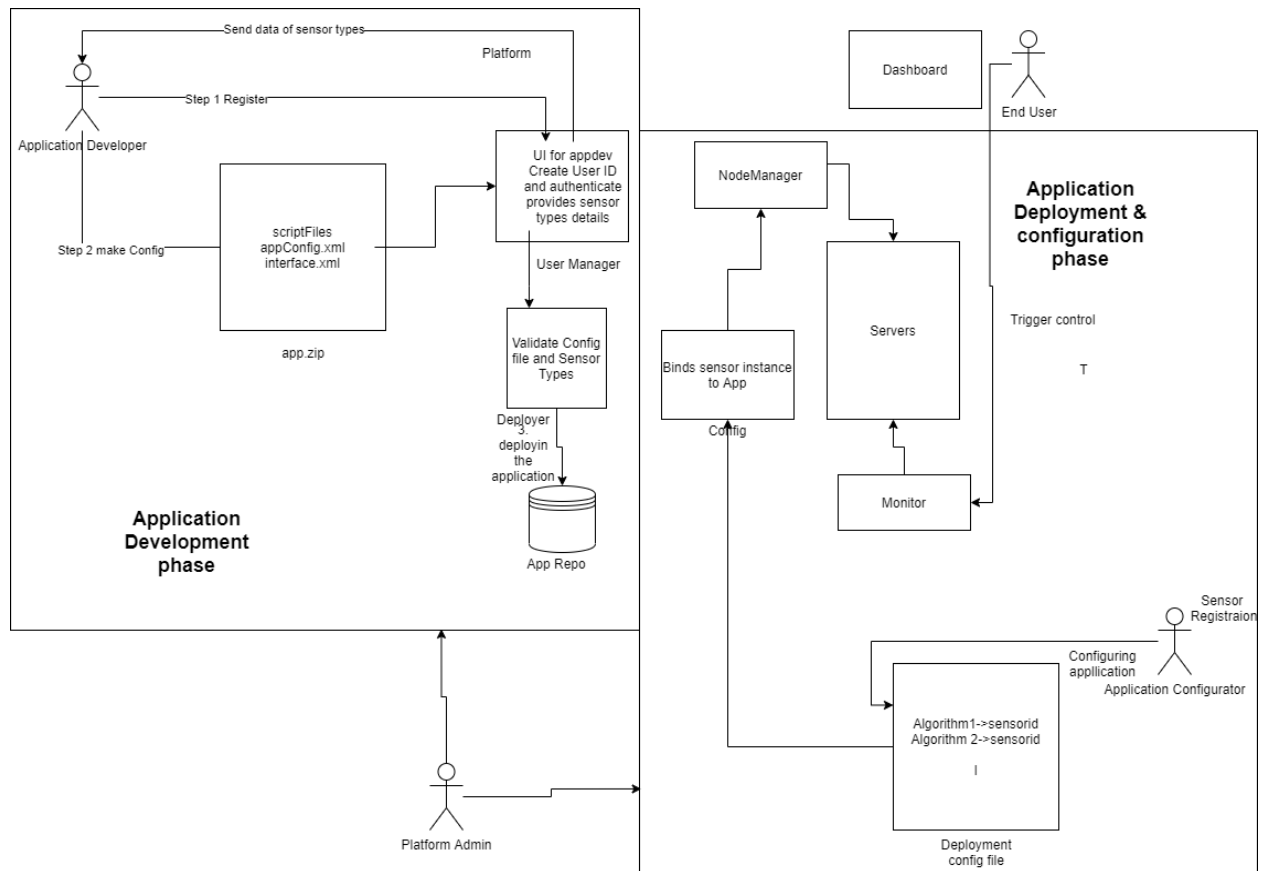 Send data of sensor types
Platform
Step 1 Register
Application Developer
UI for appdev
Create User ID
and authenticate
provides sensor
types details
scriptFiles
appConfig.xml
interface.xml
Step 2 make Config
User Manager
app.zip
Validate Config
file and Sensor
Types
Deployer
3.
deployin
the
application
App Repo
Application
Development
phase
Platform Admin
Dashboard
End User
NodeManager
Application
Deployment &
configuration
phase
Servers
Trigger control
T
Binds sensor instance
to App
Config
Monitor
Sensor
Registraion
Configuring
appllication
Application Configurator
Algorithm1->sensorid
Algorithm 2->sensorid
I
Deployment
config file